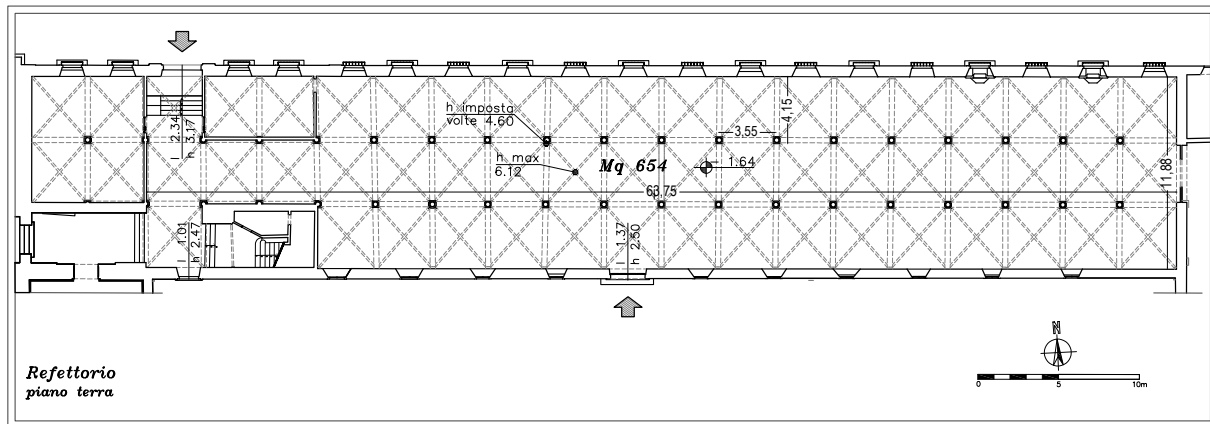 h imposta
volte 4.60
h max
6.12
Mq 654
1.64
63,75
3,55
4,15
11,88
l 2.34
h 3.17
l 1.01
h 2.47
l 1.37
h 2.50
Refettorio
piano terra
N
0 5 10m